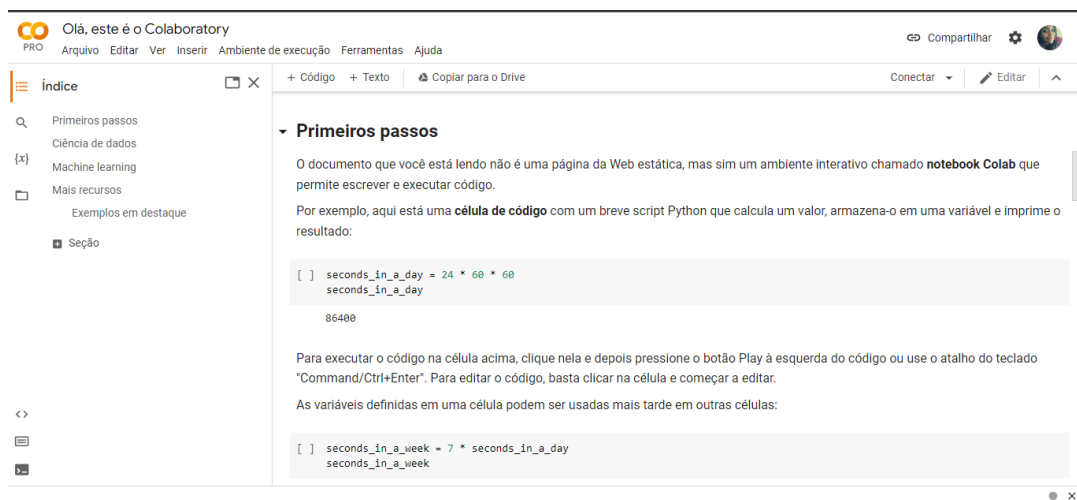 Olá, este é o Colaboratory
PRO
Arquivo Editar Ver Inserir Ambiente de execução Ferramentas Ajuda
Compartilhar
Índice
Primeiros passos
Ciência de dados
Machine learning
Mais recursos
Exemplos em destaque
Seção
{x}
+ Código + Texto Copiar para o Drive
Conectar
Editar
Primeiros passos
O documento que você está lendo não é uma página da Web estática, mas sim um ambiente interativo chamado notebook Colab que
permite escrever e executar código.
Por exemplo, aqui está uma célula de código com um breve script Python que calcula um valor, armazena-o em uma variável e imprime o
resultado:
[ ] seconds_in_a_day = 24 * 60 * 60
seconds_in_a_day
86400
Para executar o código na célula acima, clique nela e depois pressione o botão Play à esquerda do código ou use o atalho do teclado
"Command/Ctrl+Enter". Para editar o código, basta clicar na célula e começar a editar.
As variáveis definidas em uma célula podem ser usadas mais tarde em outras células:
[ ] seconds_in_a_week = 7 * seconds_in_a_day
seconds_in_a_week